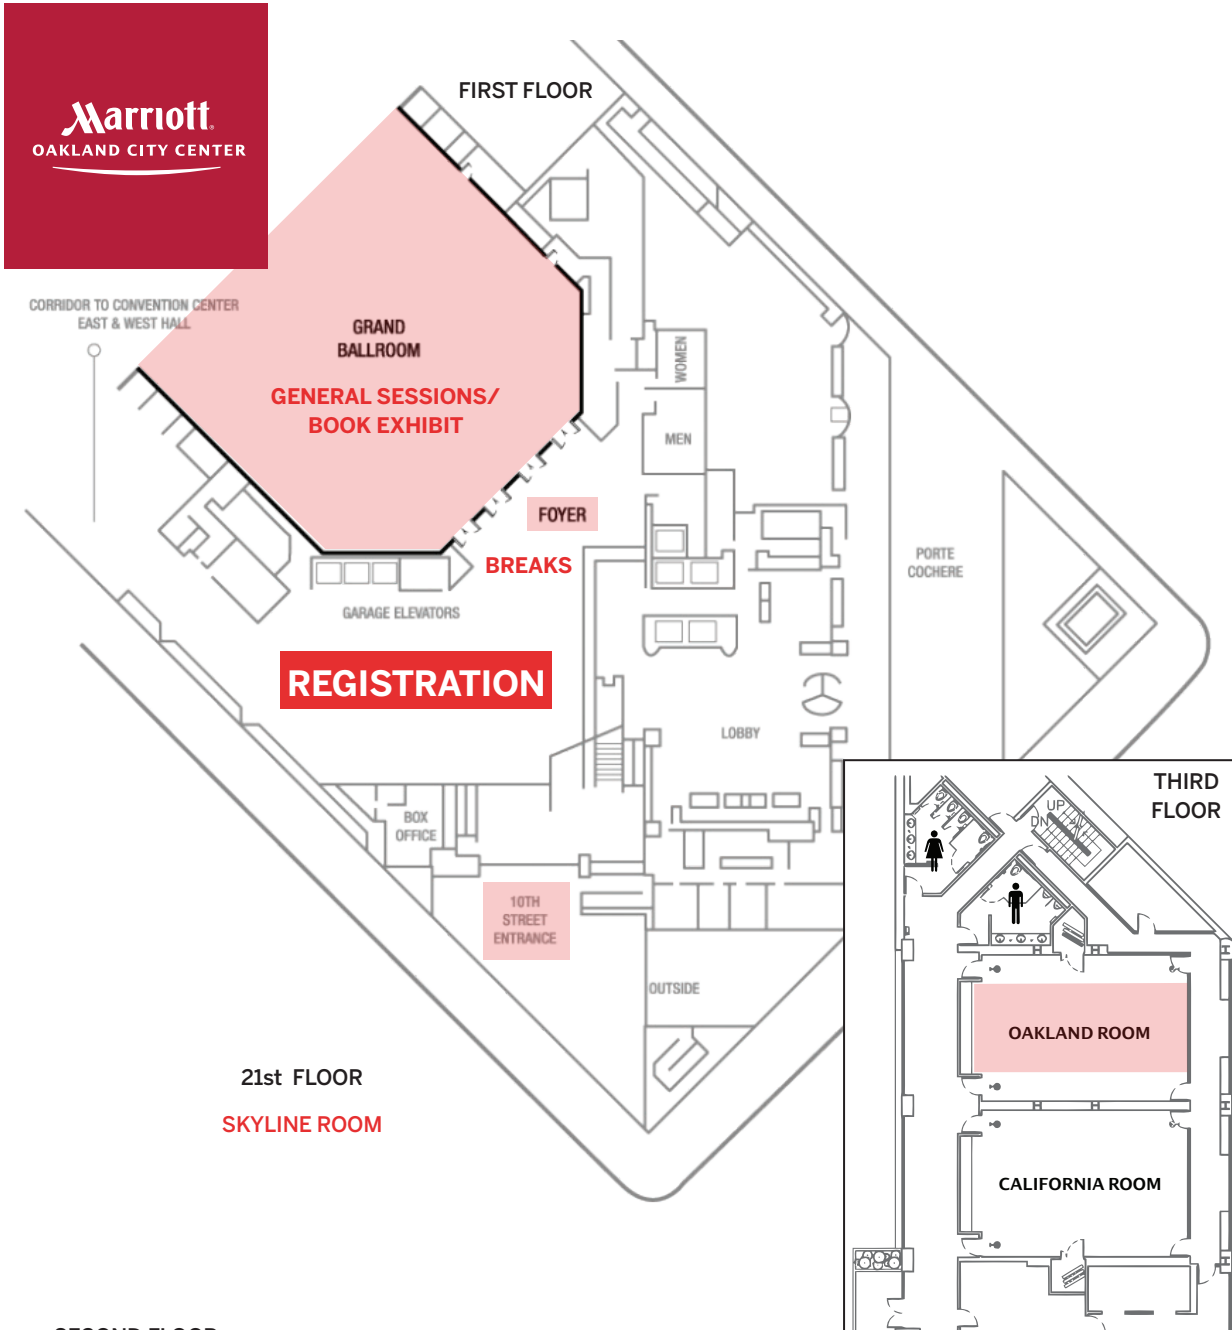 Marriott
OAKLAND CITY CENTER
FIRST FLOOR
CORRIDOR TO CONVENTION CENTER
EAST & WEST HALL
GRAND
BALLROOM
GENERAL SESSIONS/
BOOK EXHIBIT
WOMEN
MEN
FOYER
BREAKS
PORTE
COCHERE
GARAGE ELEVATORS
REGISTRATION
LOBBY
BOX
OFFICE
10TH
STREET
ENTRANCE
OUTSIDE
21st FLOOR
SKYLINE ROOM
THIRD
FLOOR
UP
DN
OAKLAND ROOM
CALIFORNIA ROOM
SECOND FLOOR